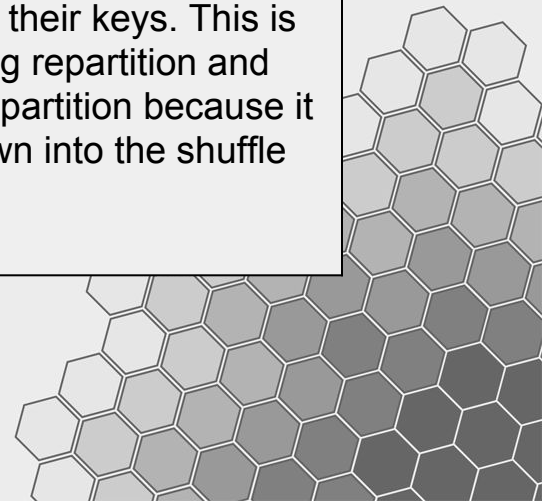 their keys. This is
g repartition and
partition because it
wn into the shuffle